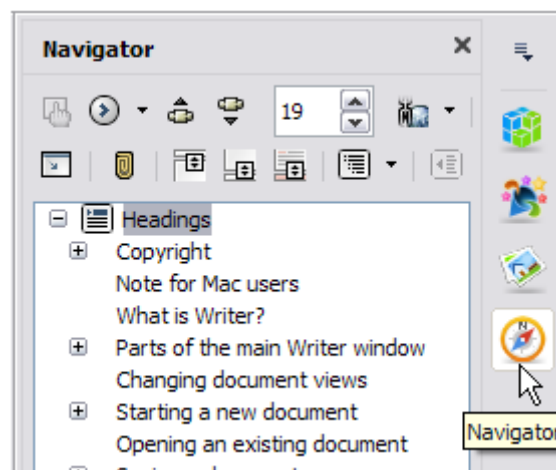 Navigator
19
Headings
Copyright
Note for Mac users
What is Writer?
Parts of the main Writer window
Changing document views
Starting a new document
Opening an existing document
Navigator